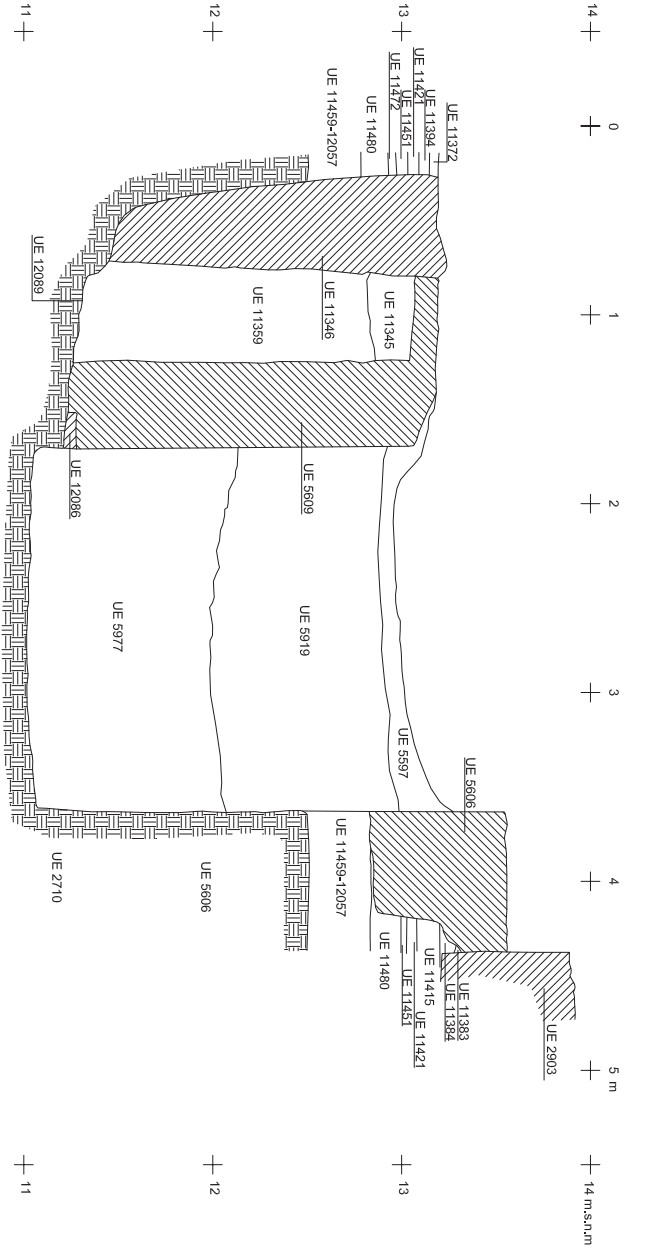 14
13
12
11
0
1
2
3
4
5 m
14 m.s.n.m
13
12
11
UE 11459-12057
UE 11480
UE 11472
UE 11451
UE 11421
UE 11394
UE 11372
UE 12089
UE 11359
UE 11346
UE 11345
UE 12086
UE 5609
UE 5977
UE 5919
UE 5597
UE 5606
UE 2710
UE 5606
UE 11459-12057
UE 11480
UE 11451
UE 11421
UE 11415
UE 11384
UE 11383
UE 2903